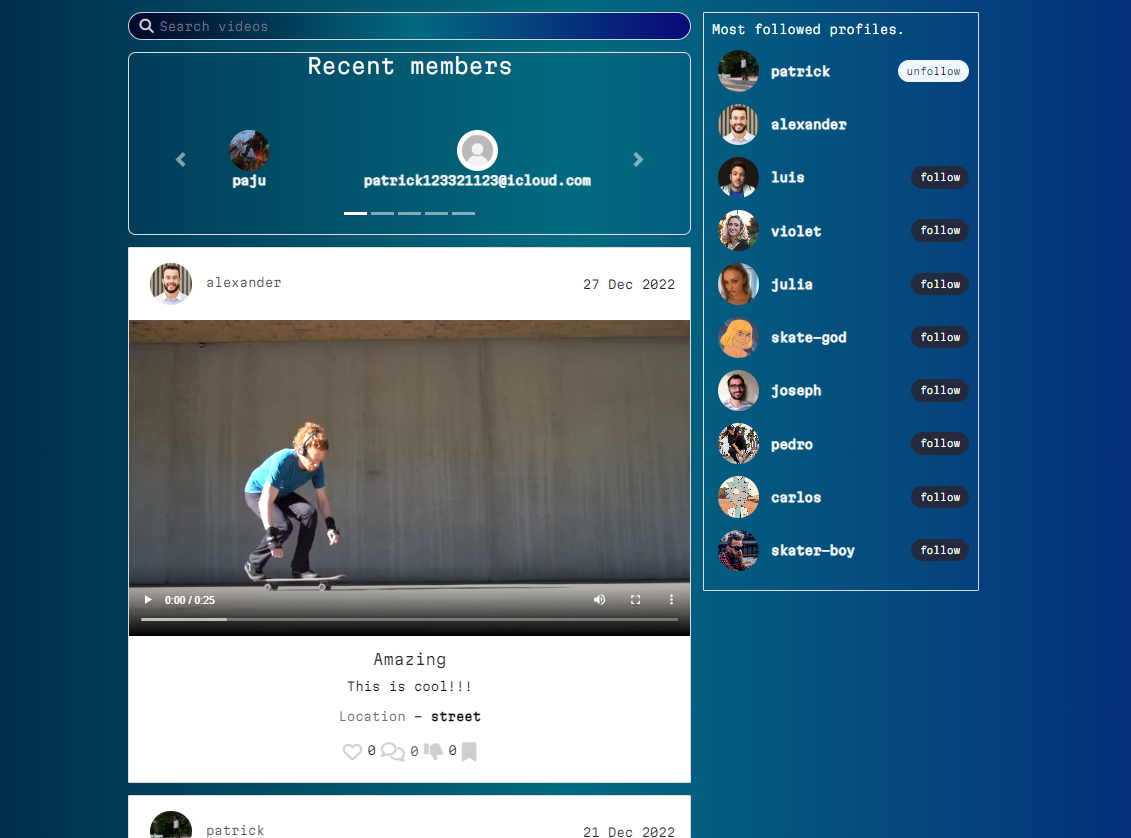 Search videos
Recent members
paju
patrick123321123@icloud.com
alexander
27 Dec 2022
0:00 / 0:25
Amazing
This is cool!!!
Location - street
0 0 0
patrick
21 Dec 2022
Most followed profiles.
patrick unfollow
alexander
luis follow
violet follow
julia follow
skate-god follow
joseph follow
pedro follow
carlos follow
skater-boy follow